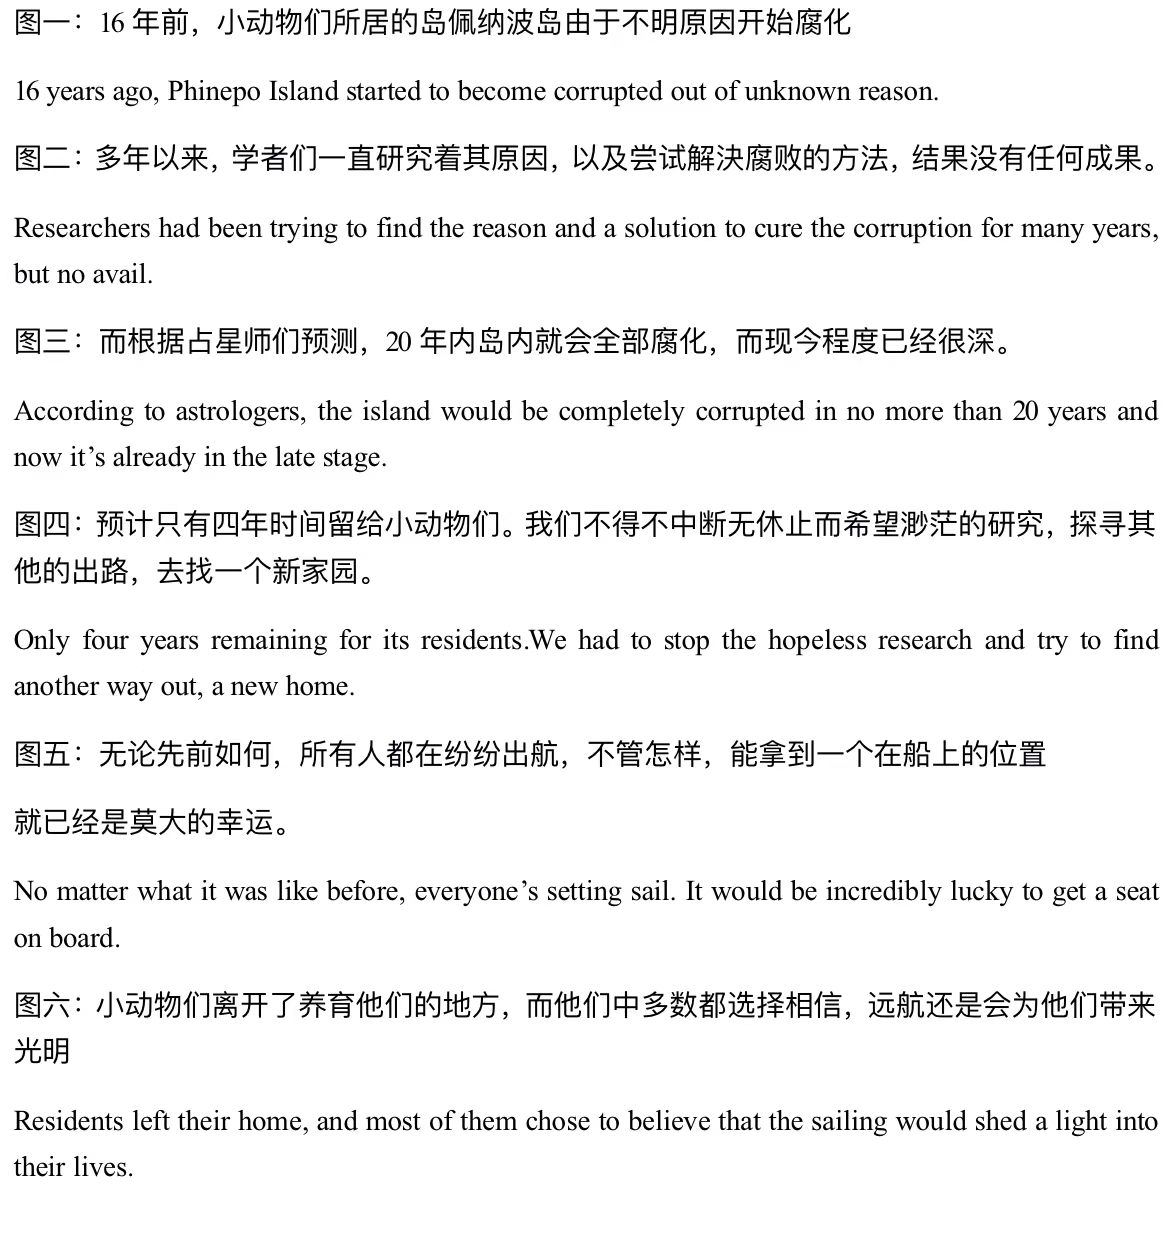 图一：16 年前，小动物们所居的岛佩纳波岛由于不明原因开始腐化
16 years ago, Phinepo Island started to become corrupted out of unknown reason.
图二：多年以来，学者们一直研究着其原因，以及尝试解決腐败的方法，结果没有任何成果。
Researchers had been trying to find the reason and a solution to cure the corruption for many years,
but no avail.
图三：而根据占星师们预测，20 年内岛内就会全部腐化，而现今程度已经很深。
According to astrologers, the island would be completely corrupted in no more than 20 years and
now it’s already in the late stage.
图四：预计只有四年时间留给小动物们。我们不得不中断无休止而希望渺茫的研究，探寻其
他的出路，去找一个新家园。
Only four years remaining for its residents.We had to stop the hopeless research and try to find
another way out, a new home.
图五：无论先前如何，所有人都在纷纷出航，不管怎样，能拿到一个在船上的位置
就已经是莫大的幸运。
No matter what it was like before, everyone’s setting sail. It would be incredibly lucky to get a seat
on board.
图六：小动物们离开了养育他们的地方，而他们中多数都选择相信，远航还是会为他们带来
光明
Residents left their home, and most of them chose to believe that the sailing would shed a light into
their lives.